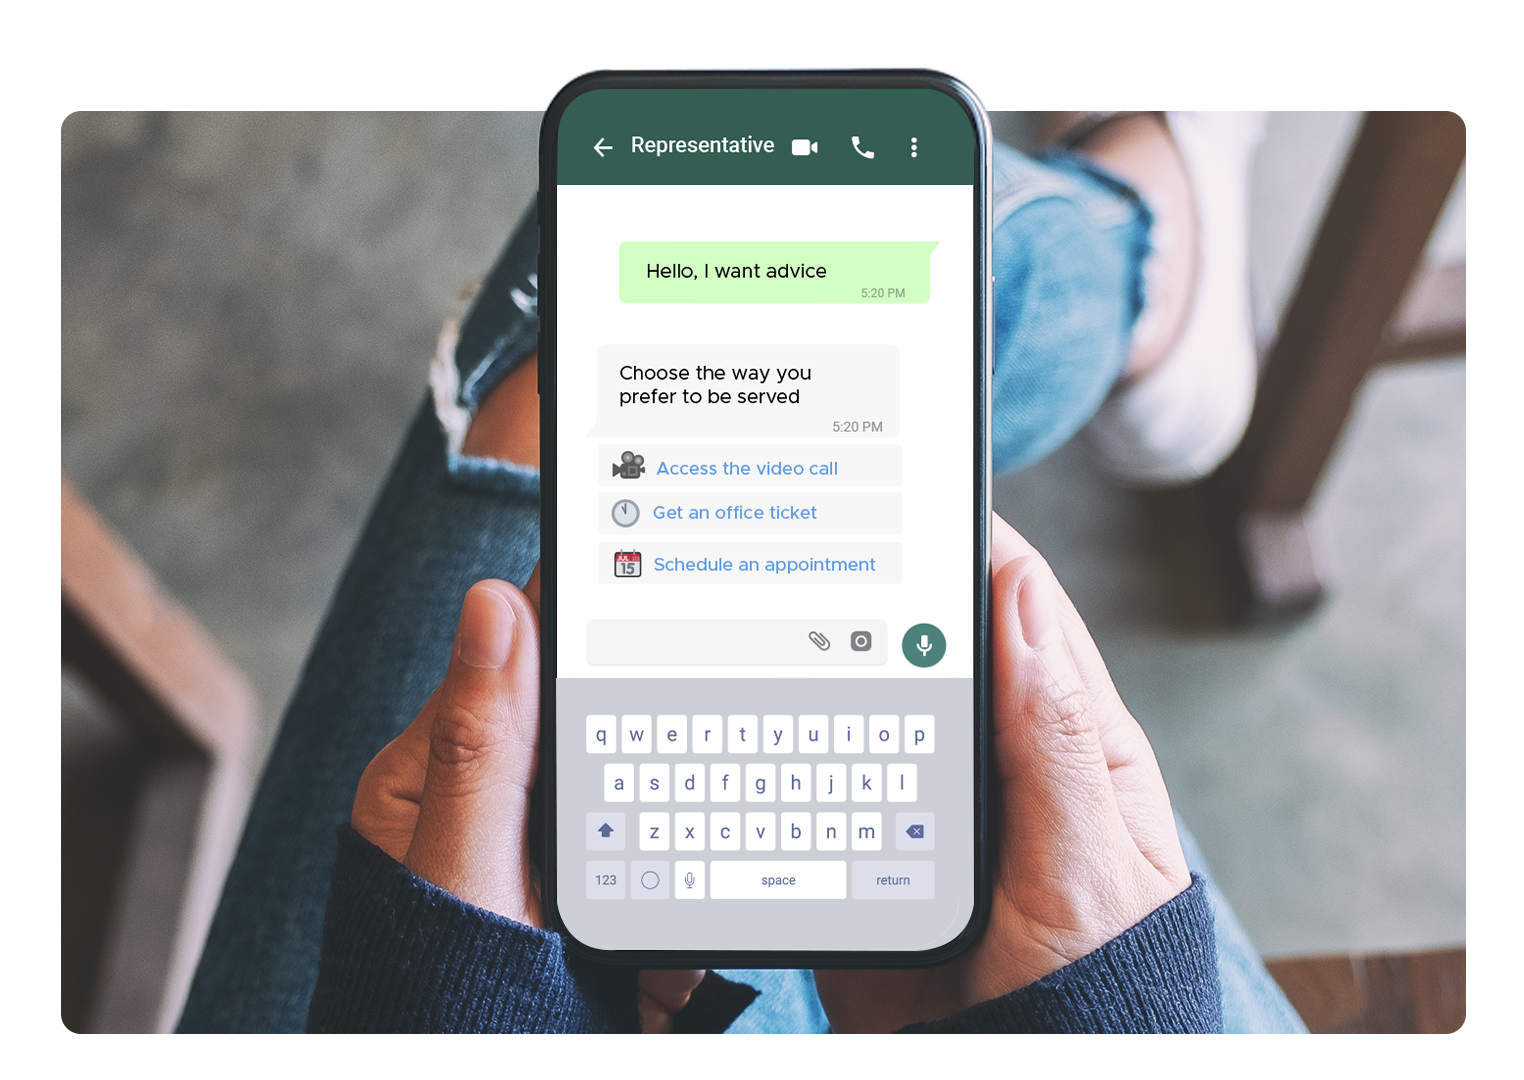 Representative
Hello, I want advice
5:20 PM
Choose the way you
prefer to be served
5:20 PM
Access the video call
Get an office ticket
JUL
15
Schedule an appointment
q w e r t y u i o p
a s d f g h j k l
z x c v b n m
123 space return